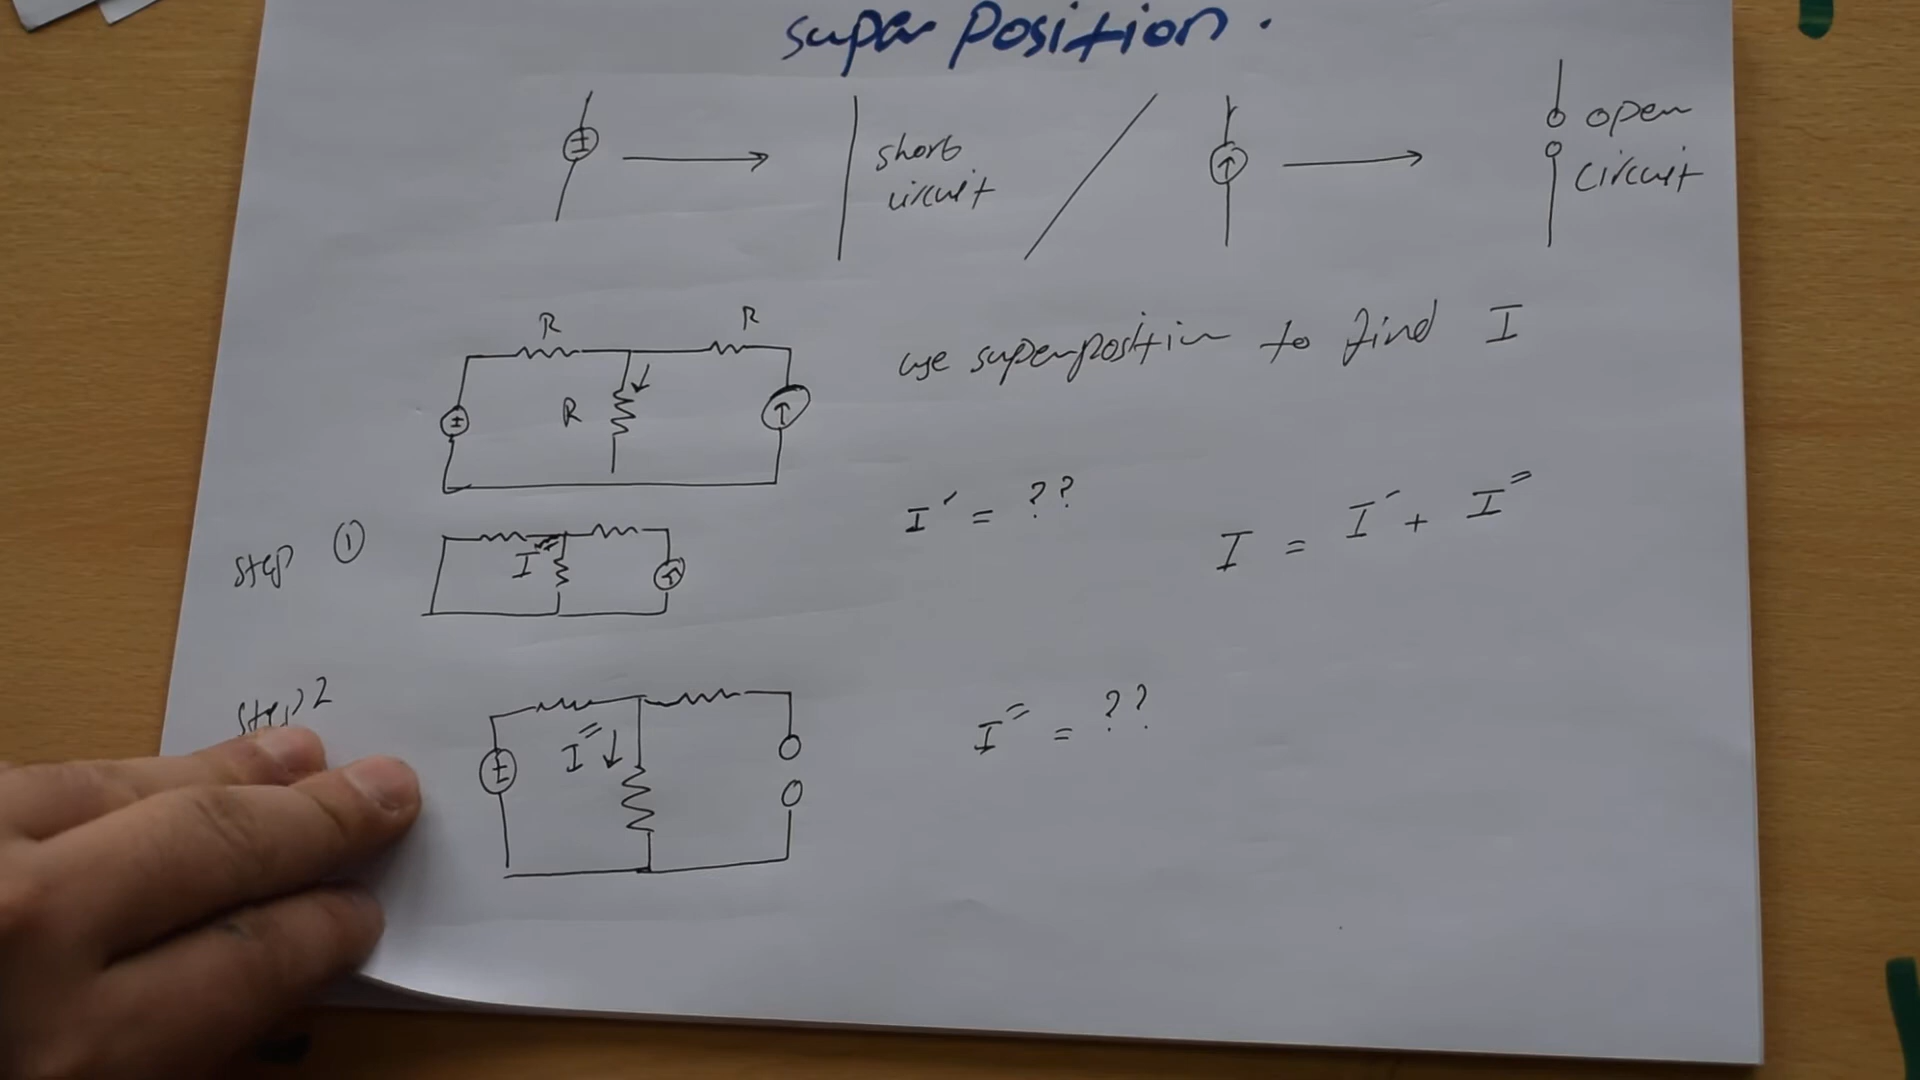 super position.
short
circuit
open
circuit
R
R
R
use superposition to find I
I' = ??
I = I' + I''
step ①
I'
step 2
I''
I'' = ??